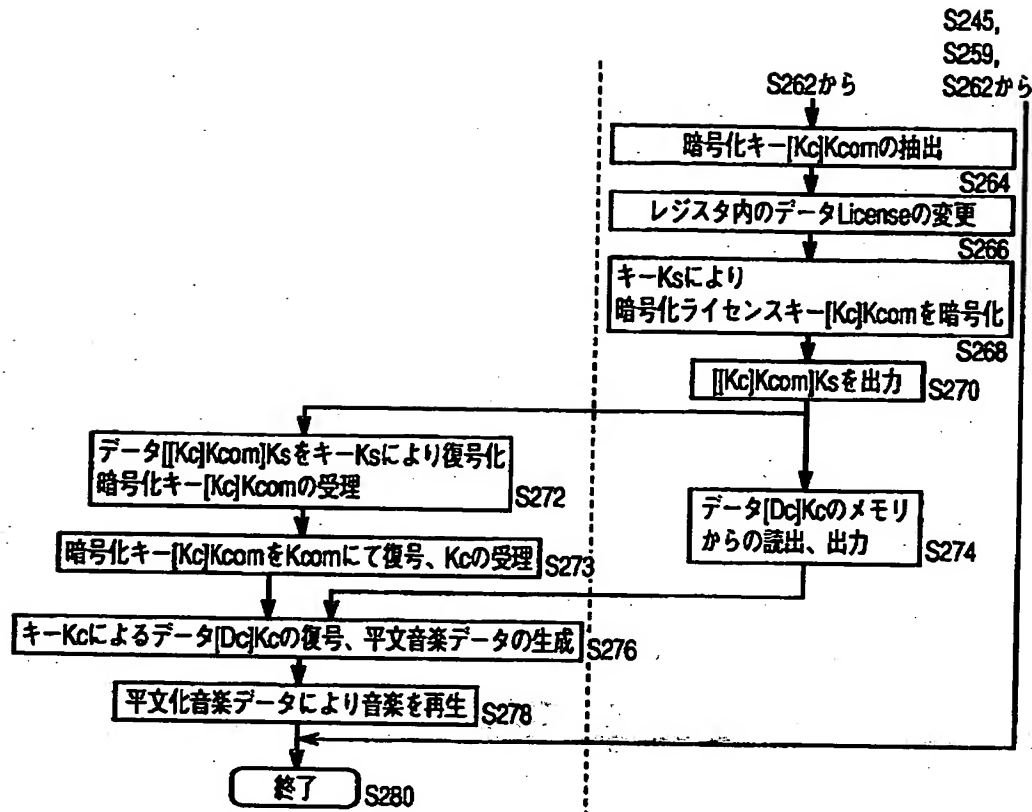 S245,
S259,
S262から
S262から
暗号化キー[Kc]Kcomの抽出
S264
レジスタ内のデータLicenseの変更
S266
キーKsにより
暗号化ライセンスキー[Kc]Kcomを暗号化
S268
[[Kc]Kcom]Ksを出力
S270
データ[[Kc]Kcom]KsをキーKsにより復号化
暗号化キー[Kc]Kcomの受理
S272
データ[Dc]Kcのメモリ
からの読出、出力
S274
暗号化キー[Kc]KcomをKcomにて復号、Kcの受理
S273
キーKcによるデータ[Dc]Kcの復号、平文音楽データの生成
S276
平文化音楽データにより音楽を再生
S278
終了
S280